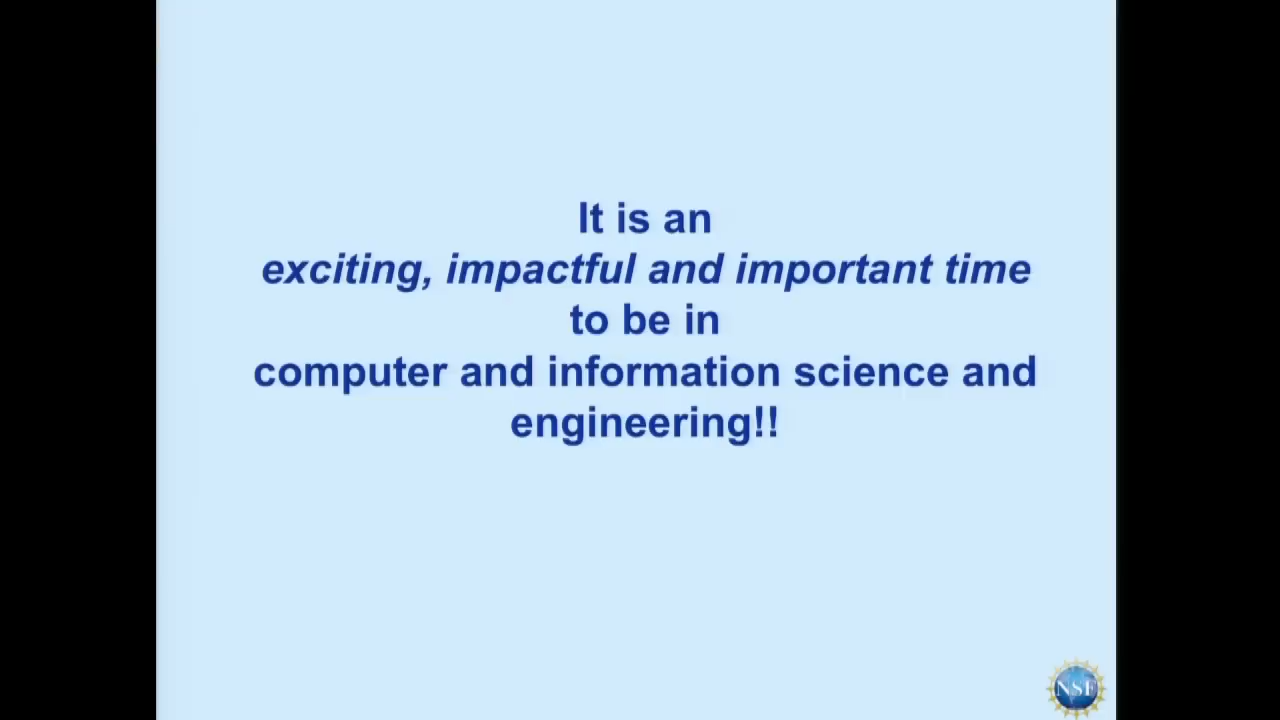 It is an
exciting, impactful and important time
to be in
computer and information science and
engineering!!
NSF